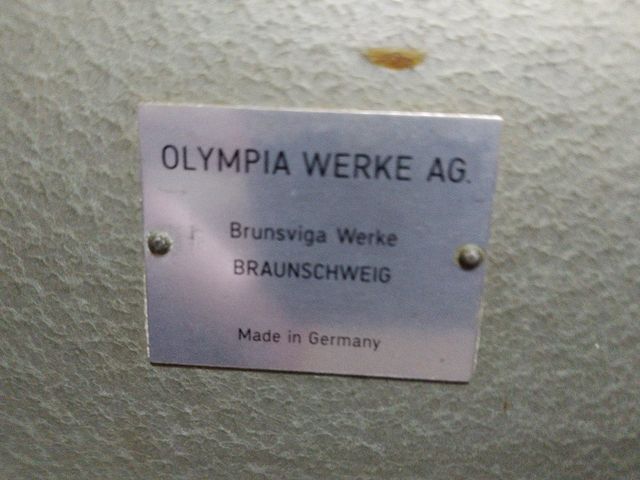 OLYMPIA WERKE AG.
Brunsviga Werke
BRAUNSCHWEIG
Made in Germany